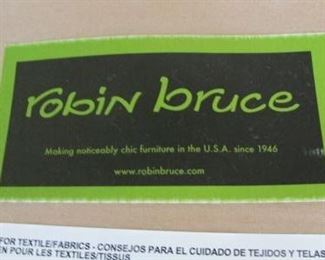 robin bruce
Making noticeably chic furniture in the U.S.A. since 1946
www.robinbruce.com
FOR TEXTILE/FABRICS - CONSEJOS PARA EL CUIDADO DE TEJIDOS Y TELAS
EN POUR LES TEXTILES/TISSUS